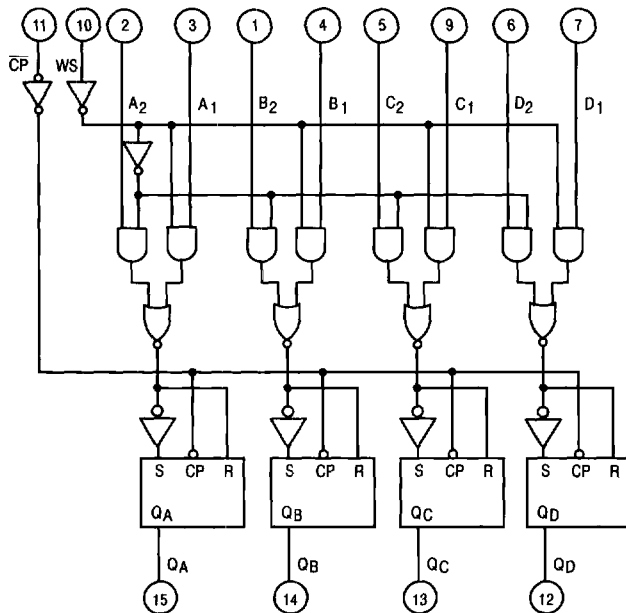 11 10 2 3 1 4 5 9 6 7
CP WS A2 A1 B2 B1 C2 C1 D2 D1
S CP R S CP R S CP R S CP R
QA QB QC QD
QA QB QC QD
15 14 13 12